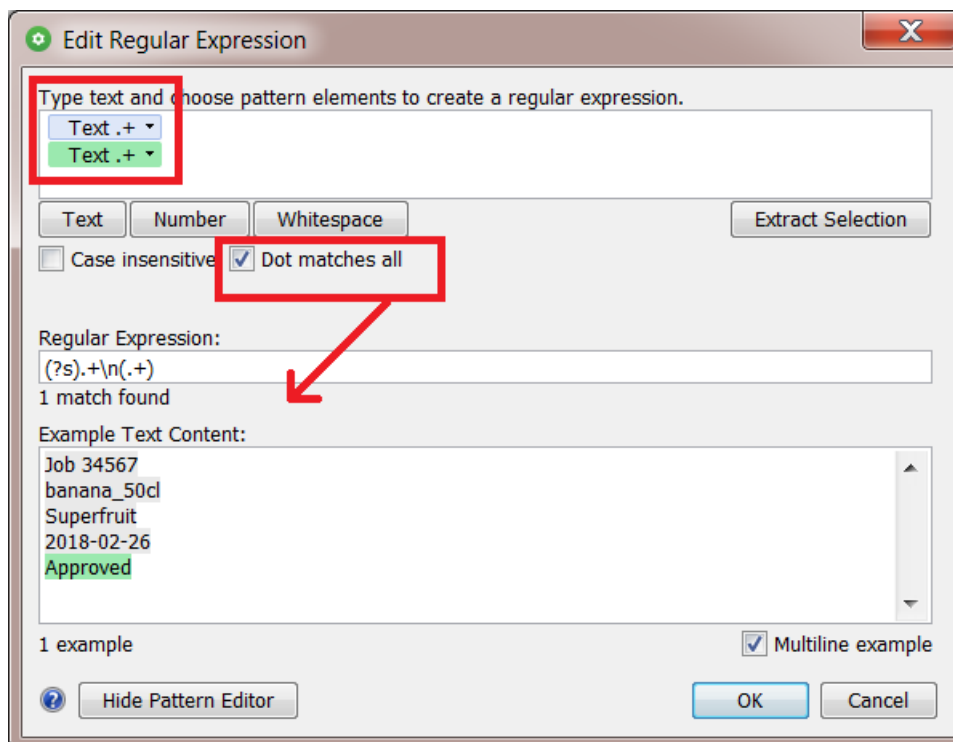 Edit Regular Expression
X
Type text and choose pattern elements to create a regular expression.
Text .+
Text .+
Text Number Whitespace Extract Selection
Case insensitive Dot matches all
Regular Expression:
(?s).+\n(.+)
1 match found
Example Text Content:
Job 34567
banana_50cl
Superfruit
2018-02-26
Approved
1 example Multiline example
? Hide Pattern Editor OK Cancel